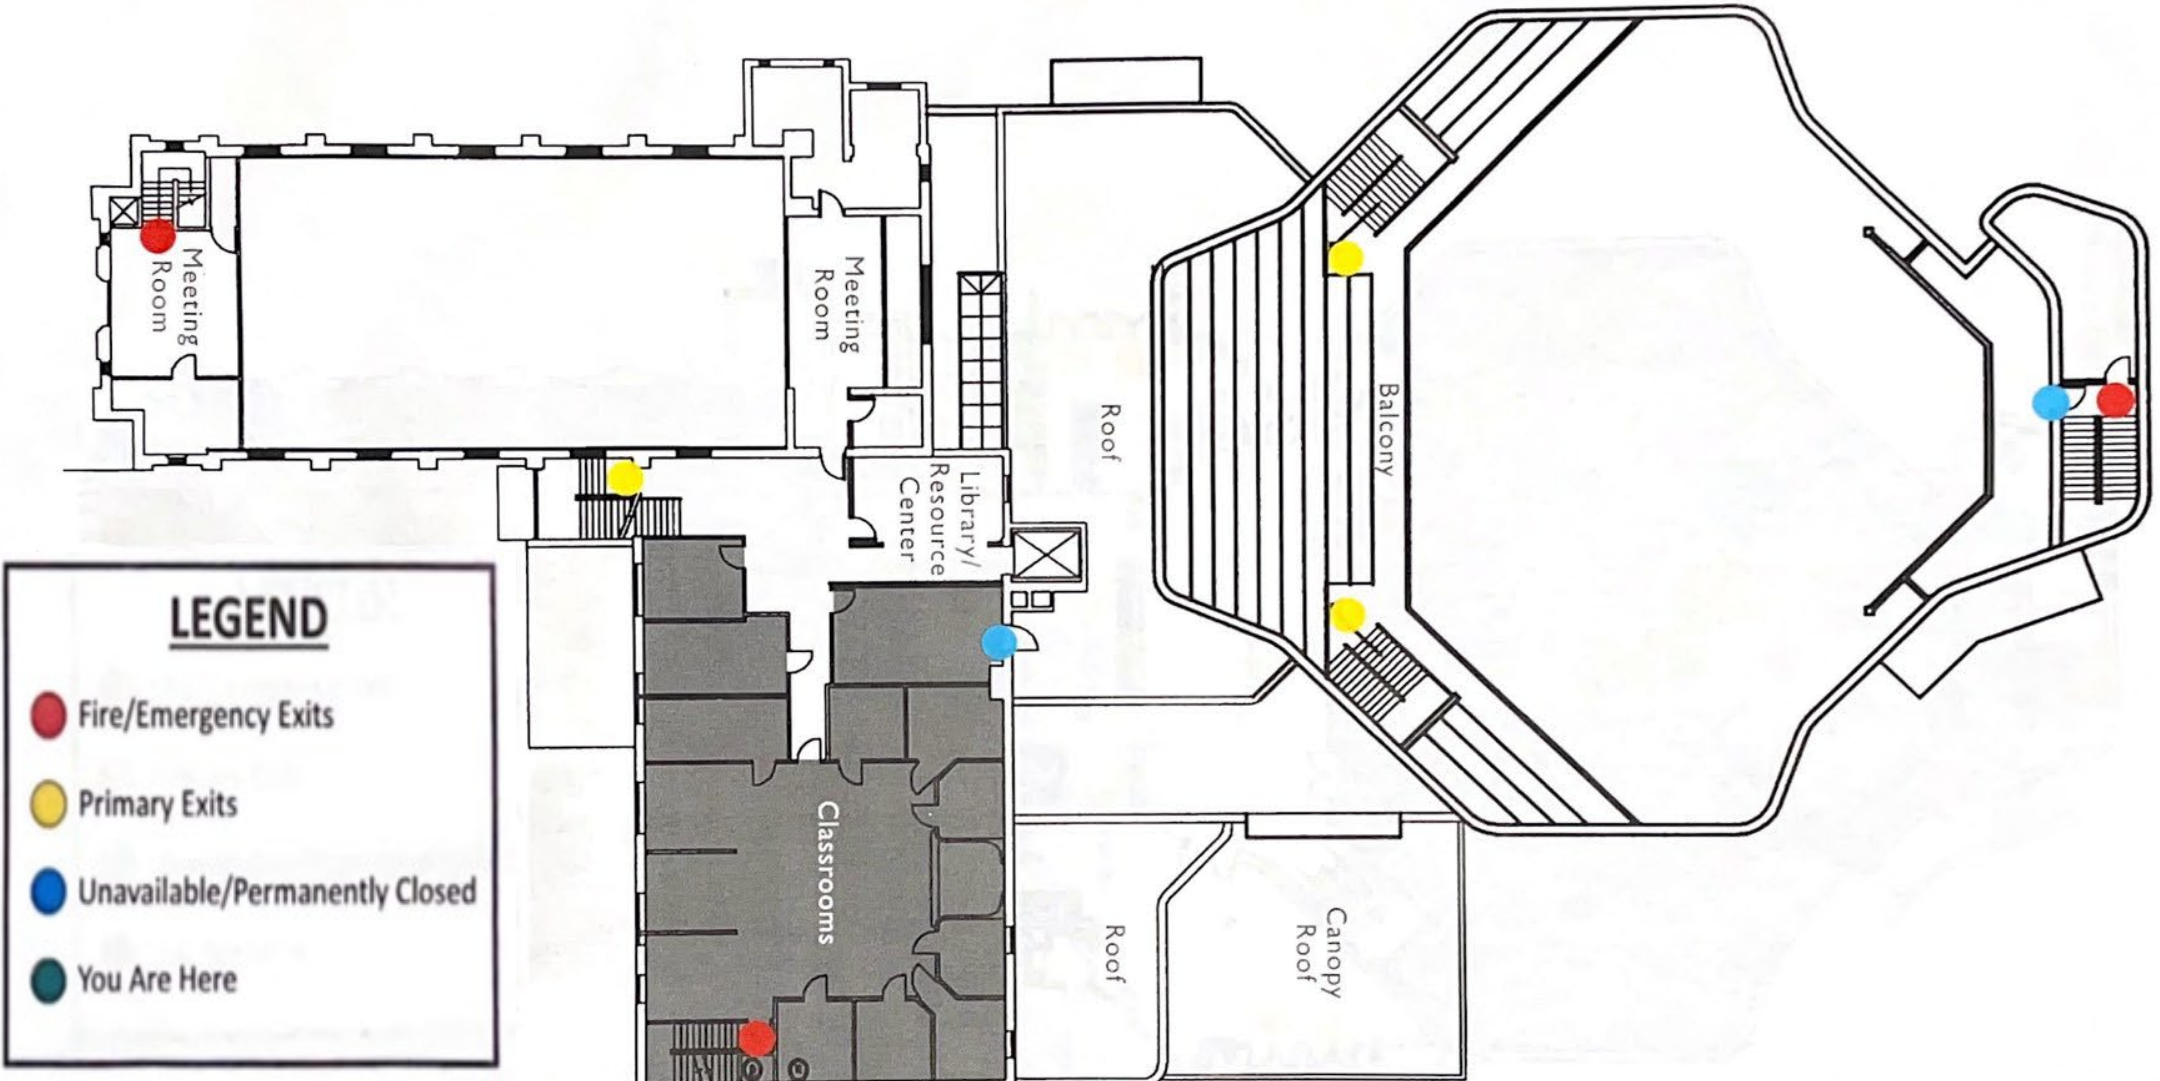 Meeting
Room
Meeting
Room
Library/
Resource
Center
Roof
Balcony
Classrooms
Roof
Canopy
Roof
LEGEND
Fire/Emergency Exits
Primary Exits
Unavailable/Permanently Closed
You Are Here